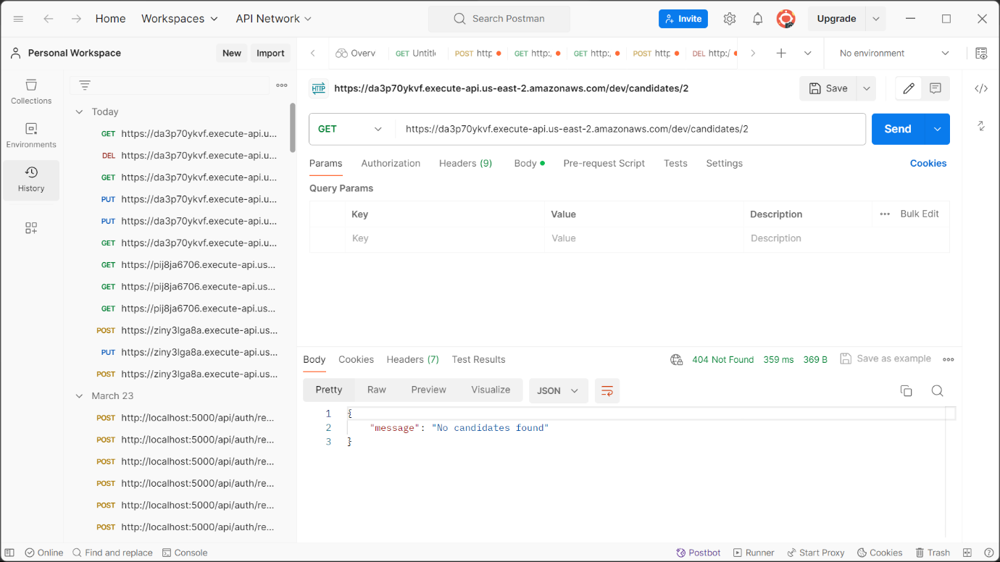 Home Workspaces API Network Search Postman Invite Upgrade
Personal Workspace New Import
Overv GET Untitl POST http GET http:, GET http:, POST http DEL http:/ No environment
Collections
Environments
History
Today
GET https://da3p70ykvf.execute-api.u...
DEL https://da3p70ykvf.execute-api.u...
GET https://da3p70ykvf.execute-api.u...
PUT https://da3p70ykvf.execute-api.u...
PUT https://da3p70ykvf.execute-api.u...
GET https://da3p70ykvf.execute-api.u...
GET https://pij8ja6706.execute-api.us...
GET https://pij8ja6706.execute-api.us...
GET https://pij8ja6706.execute-api.us...
POST https://ziny3lga8a.execute-api.us...
PUT https://ziny3lga8a.execute-api.us...
POST https://ziny3lga8a.execute-api.us...
March 23
POST http://localhost:5000/api/auth/re...
POST http://localhost:5000/api/auth/re...
POST http://localhost:5000/api/auth/re...
POST http://localhost:5000/api/auth/re...
POST http://localhost:5000/api/auth/re...
POST http://localhost:5000/api/auth/re...
HTTP https://da3p70ykvf.execute-api.us-east-2.amazonaws.com/dev/candidates/2 Save
GET https://da3p70ykvf.execute-api.us-east-2.amazonaws.com/dev/candidates/2 Send
Params Authorization Headers (9) Body Pre-request Script Tests Settings Cookies
Query Params
Key Value Description Bulk Edit
Key Value Description
Body Cookies Headers (7) Test Results 404 Not Found 359 ms 369 B Save as example
Pretty Raw Preview Visualize JSON
1 {
2 "message": "No candidates found"
3 }
Online Find and replace Console Postbot Runner Start Proxy Cookies Trash